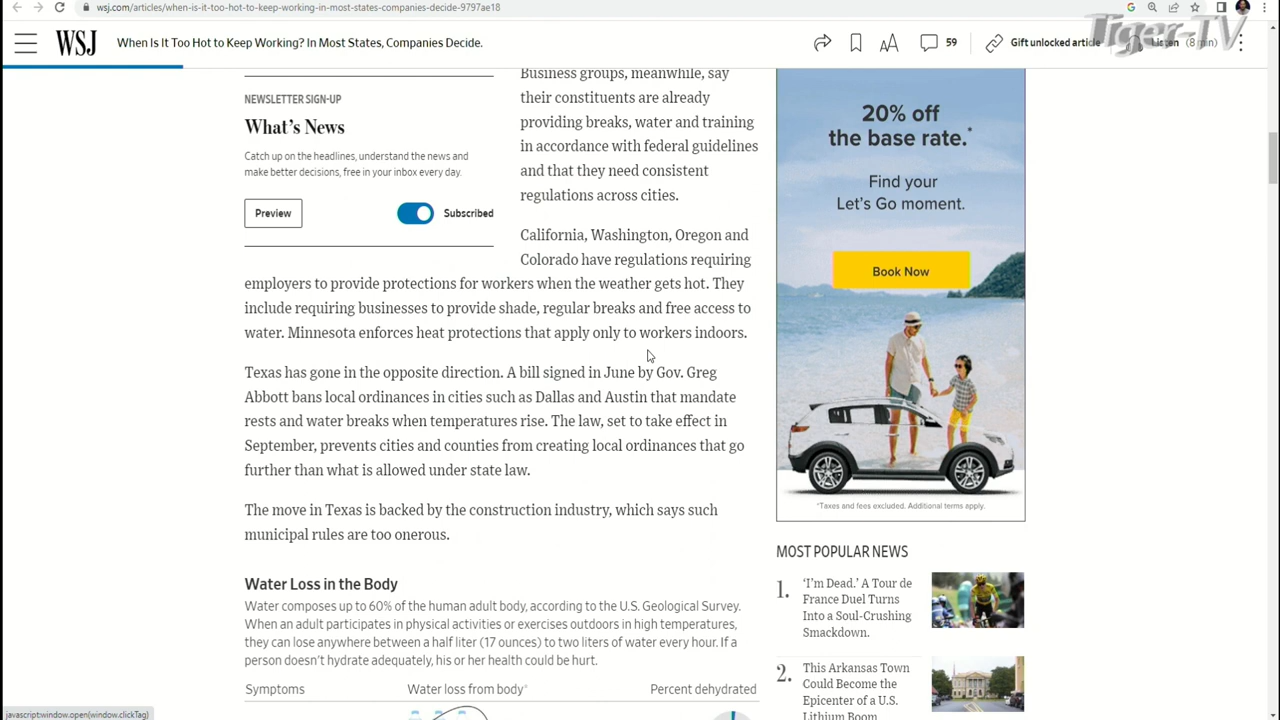 wsj.com/articles/when-is-it-too-hot-to-keep-working-in-most-states-companies-decide-9797ae18
WSJ
When Is It Too Hot to Keep Working? In Most States, Companies Decide.
AA
59
Gift unlocked article
Listen (8 min)
Tiger-TV
NEWSLETTER SIGN-UP
What's News
Catch up on the headlines, understand the news and
make better decisions, free in your inbox every day.
Preview
Subscribed
Business groups, meanwhile, say
their constituents are already
providing breaks, water and training
in accordance with federal guidelines
and that they need consistent
regulations across cities.
California, Washington, Oregon and
Colorado have regulations requiring
employers to provide protections for workers when the weather gets hot. They
include requiring businesses to provide shade, regular breaks and free access to
water. Minnesota enforces heat protections that apply only to workers indoors.
Texas has gone in the opposite direction. A bill signed in June by Gov. Greg
Abbott bans local ordinances in cities such as Dallas and Austin that mandate
rests and water breaks when temperatures rise. The law, set to take effect in
September, prevents cities and counties from creating local ordinances that go
further than what is allowed under state law.
The move in Texas is backed by the construction industry, which says such
municipal rules are too onerous.
Water Loss in the Body
Water composes up to 60% of the human adult body, according to the U.S. Geological Survey.
When an adult participates in physical activities or exercises outdoors in high temperatures,
they can lose anywhere between a half liter (17 ounces) to two liters of water every hour. If a
person doesn't hydrate adequately, his or her health could be hurt.
Symptoms
Water loss from body*
Percent dehydrated
20% off
the base rate.*
Find your
Let's Go moment.
Book Now
*Taxes and fees excluded. Additional terms apply.
MOST POPULAR NEWS
1.
'I'm Dead.' A Tour de
France Duel Turns
Into a Soul-Crushing
Smackdown.
2.
This Arkansas Town
Could Become the
Epicenter of a U.S.
Lithium Boom
javascript:window.open(window.clickTag)